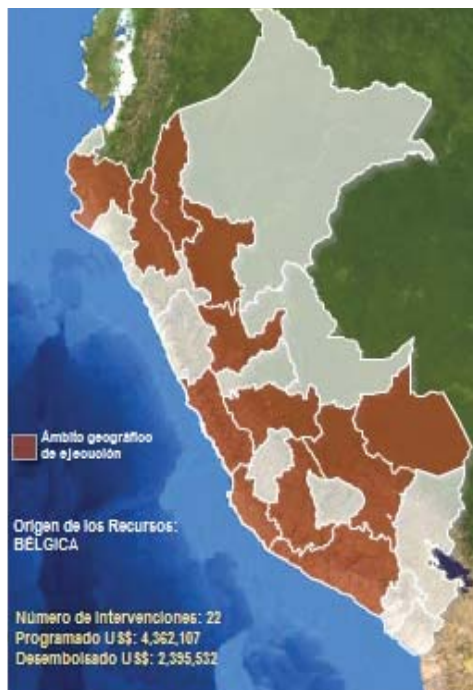 Ámbito geográfico
de ejecución
Origen de los Recursos:
BÉLGICA
Número de Intervenciones: 22
Programado US$: 4,362,107
Desembolsado US$: 2,395,532